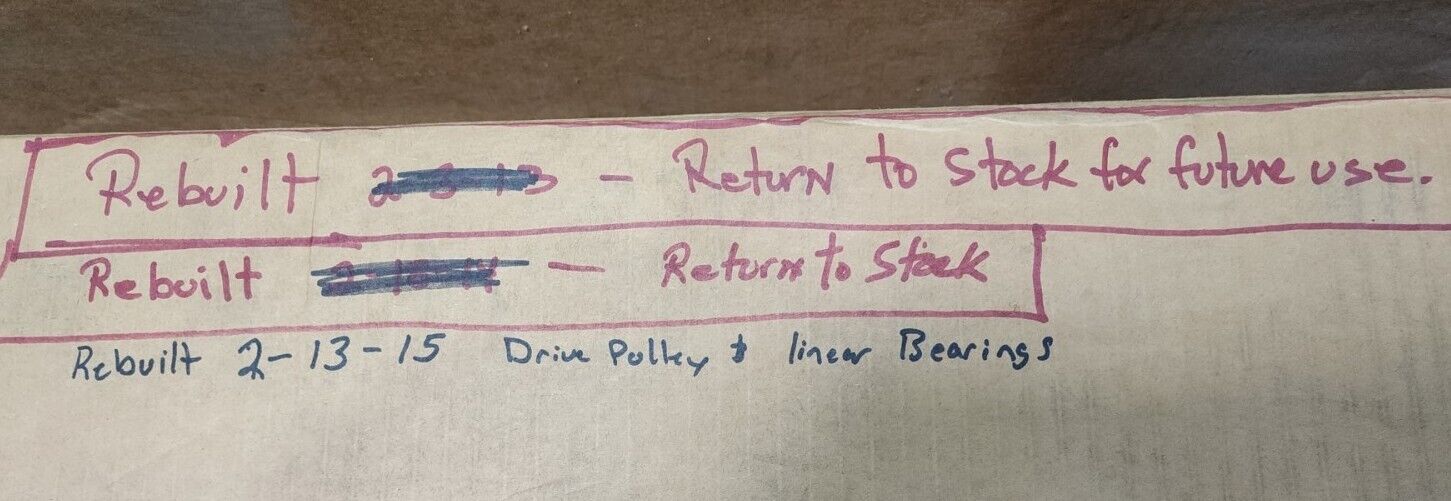 Rebuilt - Return to Stock for future use.
Rebuilt - Return to Stock
Rebuilt 2-13-15 Drive Pulley & linear Bearings